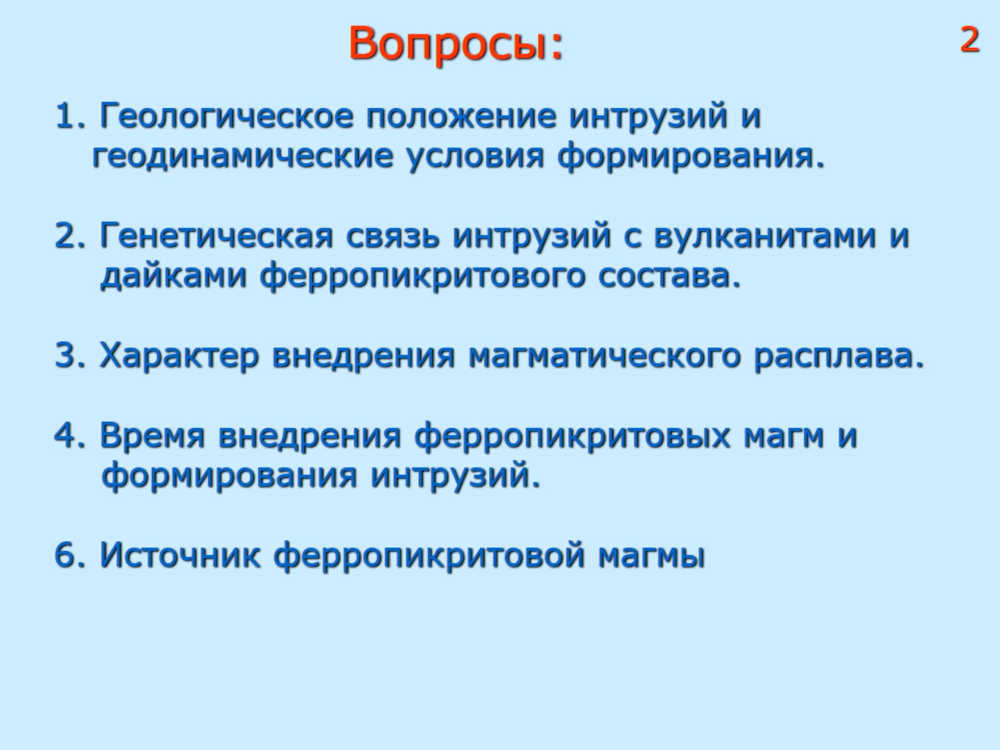 Вопросы:
2
1. Геологическое положение интрузий и
геодинамические условия формирования.
2. Генетическая связь интрузий с вулканитами и
дайками ферропикритового состава.
3. Характер внедрения магматического расплава.
4. Время внедрения ферропикритовых магм и
формирования интрузий.
6. Источник ферропикритовой магмы